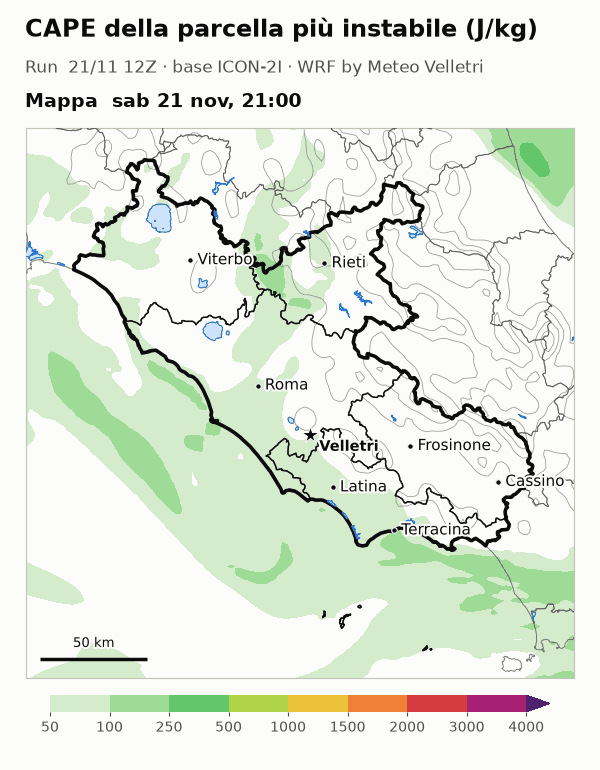 CAPE della parcella più instabile (J/kg)
Run  21/11 12Z · base ICON-2I · WRF by Meteo Velletri
Mappa  sab 21 nov, 21:00
Viterbo
Rieti
Roma
Velletri
Frosinone
Cassino
Latina
Terracina
50 km
50 100 250 500 1000 1500 2000 3000 4000